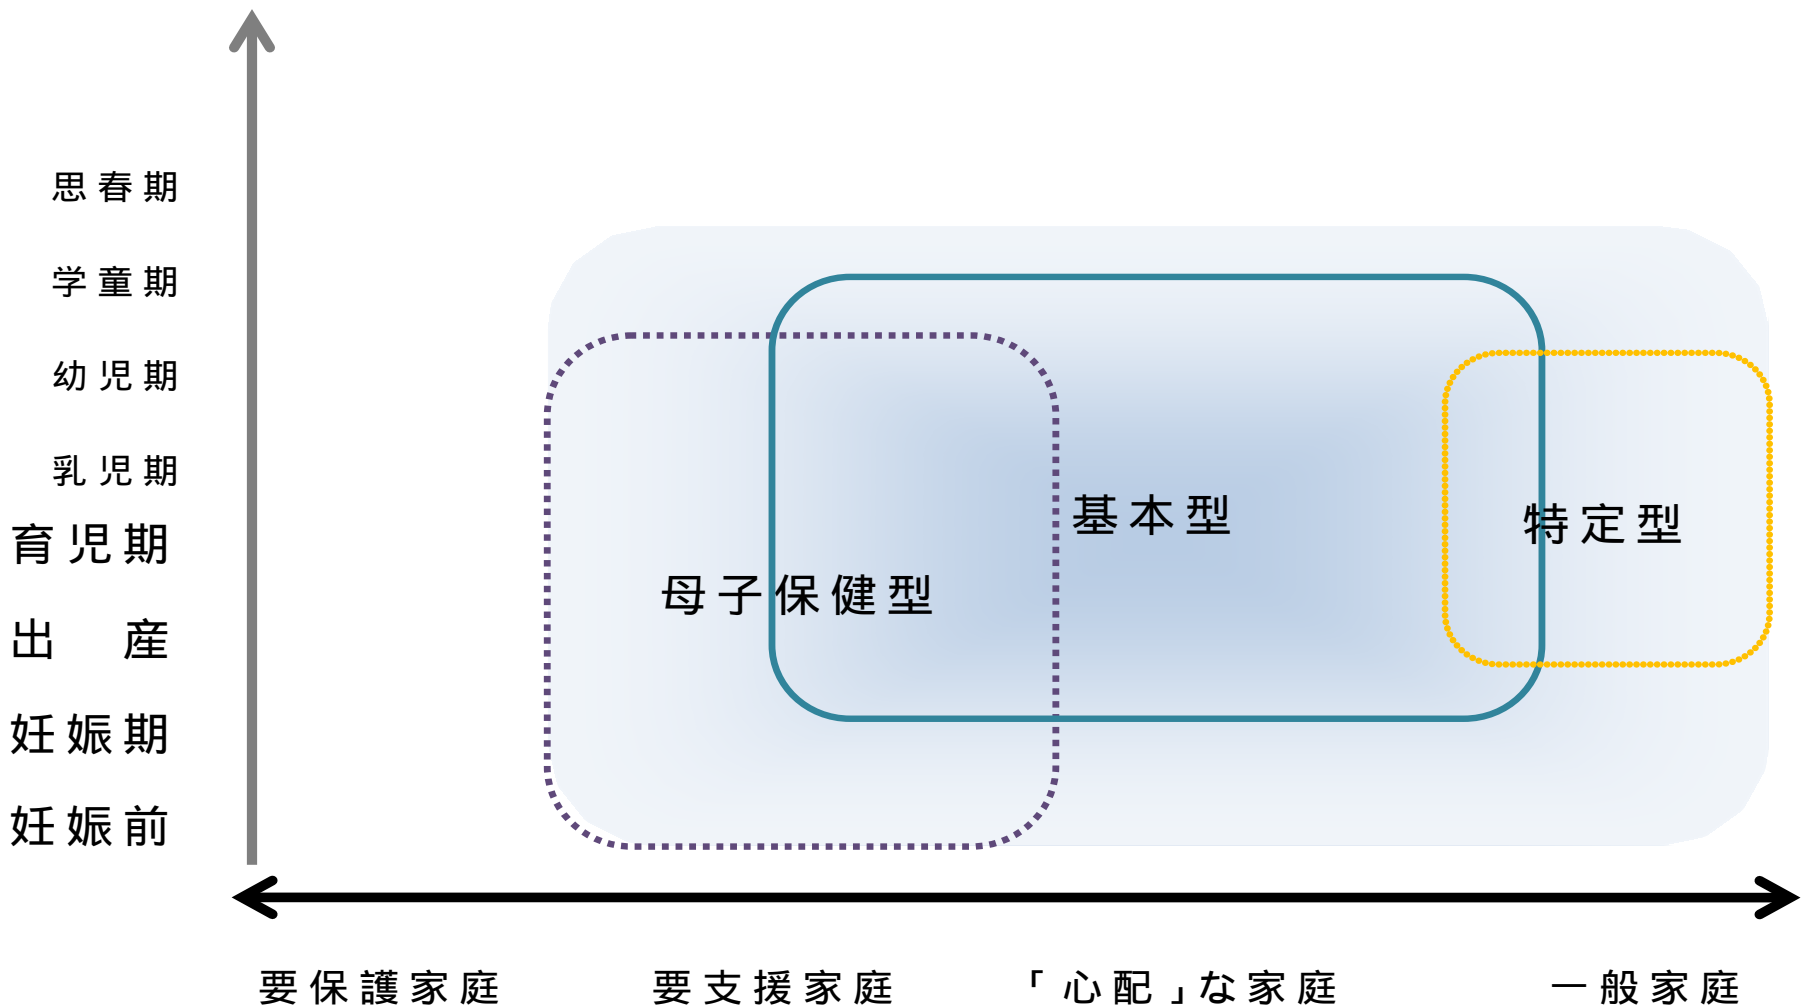 思春期
学童期
幼児期
乳児期
育児期
出　産
妊娠期
妊娠前
基本型
特定型
母子保健型
要保護家庭
要支援家庭
「心配」な家庭
一般家庭